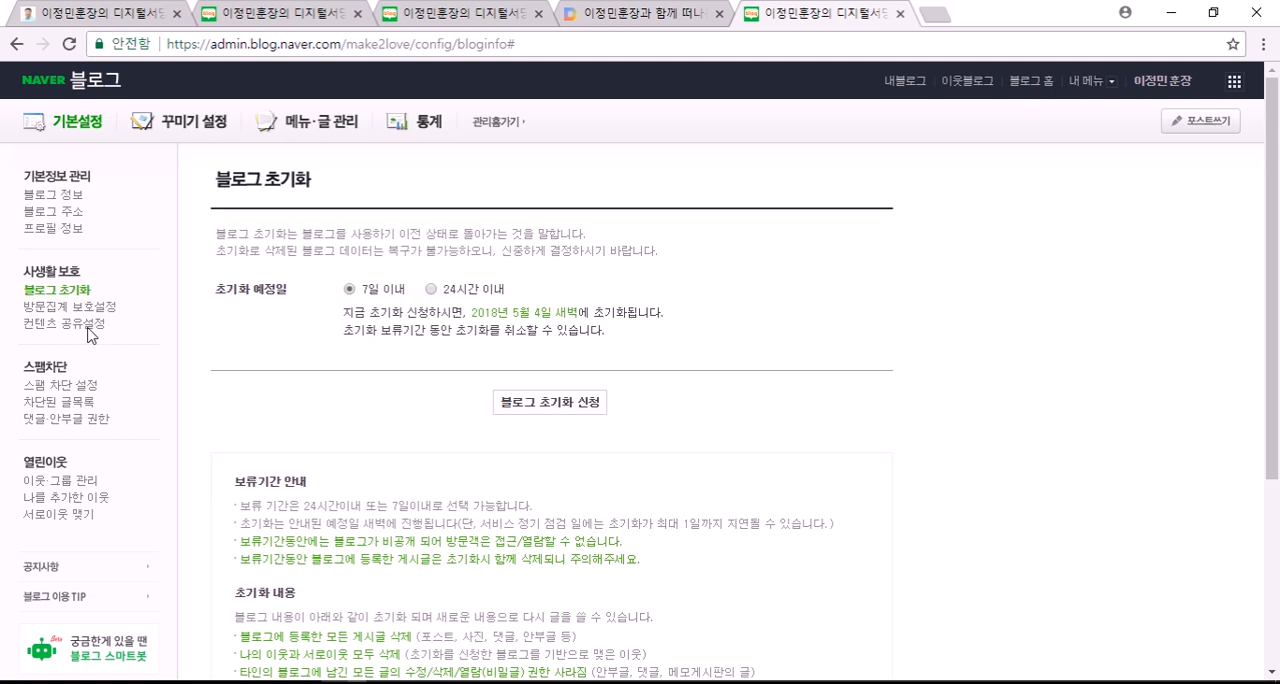 이정민훈장의 디지털서당
이정민훈장의 디지털서당
이정민훈장의 디지털서당
이정민훈장과 함께 떠나
이정민훈장의 디지털서당
안전함 https://admin.blog.naver.com/make2love/config/bloginfo#
NAVER 블로그
내블로그 이웃블로그 블로그 홈 내 메뉴 이정민훈장
기본설정 꾸미기 설정 메뉴·글 관리 통계 관리홈가기 포스트쓰기
기본정보 관리
블로그 정보
블로그 주소
프로필 정보
사생활 보호
블로그 초기화
방문집계 보호설정
컨텐츠 공유설정
스팸차단
스팸 차단 설정
차단된 글목록
댓글·안부글 권한
열린이웃
이웃·그룹 관리
나를 추가한 이웃
서로이웃 맺기
공지사항
블로그 이용 TIP
Beta
궁금한게 있을 땐
블로그 스마트봇
블로그 초기화
블로그 초기화는 블로그를 사용하기 이전 상태로 돌아가는 것을 말합니다.
초기화로 삭제된 블로그 데이터는 복구가 불가능하오니, 신중하게 결정하시기 바랍니다.
초기화 예정일 7일 이내 24시간 이내
지금 초기화 신청하시면, 2018년 5월 4일 새벽에 초기화됩니다.
초기화 보류기간 동안 초기화를 취소할 수 있습니다.
블로그 초기화 신청
보류기간 안내
· 보류 기간은 24시간이내 또는 7일이내로 선택 가능합니다.
· 초기화는 안내된 예정일 새벽에 진행됩니다(단, 서비스 정기 점검 일에는 초기화가 최대 1일까지 지연될 수 있습니다.)
· 보류기간동안에는 블로그가 비공개 되어 방문객은 접근/열람할 수 없습니다.
· 보류기간동안 블로그에 등록한 게시글은 초기화시 함께 삭제되니 주의해주세요.
초기화 내용
블로그 내용이 아래와 같이 초기화 되며 새로운 내용으로 다시 글을 쓸 수 있습니다.
· 블로그에 등록한 모든 게시글 삭제 (포스트, 사진, 댓글, 안부글 등)
· 나의 이웃과 서로이웃 모두 삭제 (초기화를 신청한 블로그를 기반으로 맺은 이웃)
· 타인의 블로그에 남긴 모든 글의 수정/삭제/열람(비밀글) 권한 사라짐 (안부글, 댓글, 메모게시판의 글)